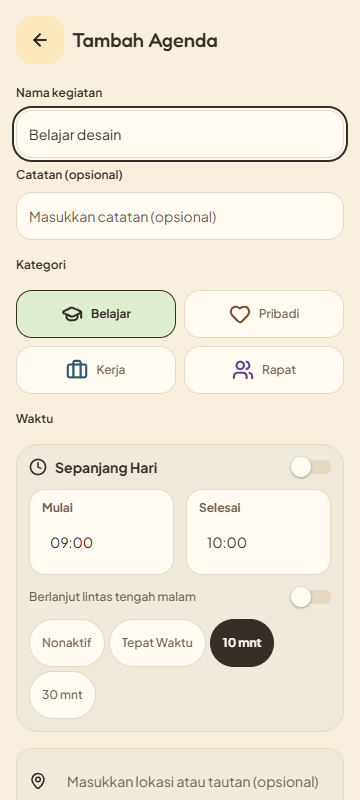 Tambah Agenda
Nama kegiatan
Belajar desain
Catatan (opsional)
Masukkan catatan (opsional)
Kategori
Belajar
Pribadi
Kerja
Rapat
Waktu
Sepanjang Hari
Mulai
Selesai
09:00
10:00
Berlanjut lintas tengah malam
Nonaktif
Tepat Waktu
10 mnt
30 mnt
Masukkan lokasi atau tautan (opsional)